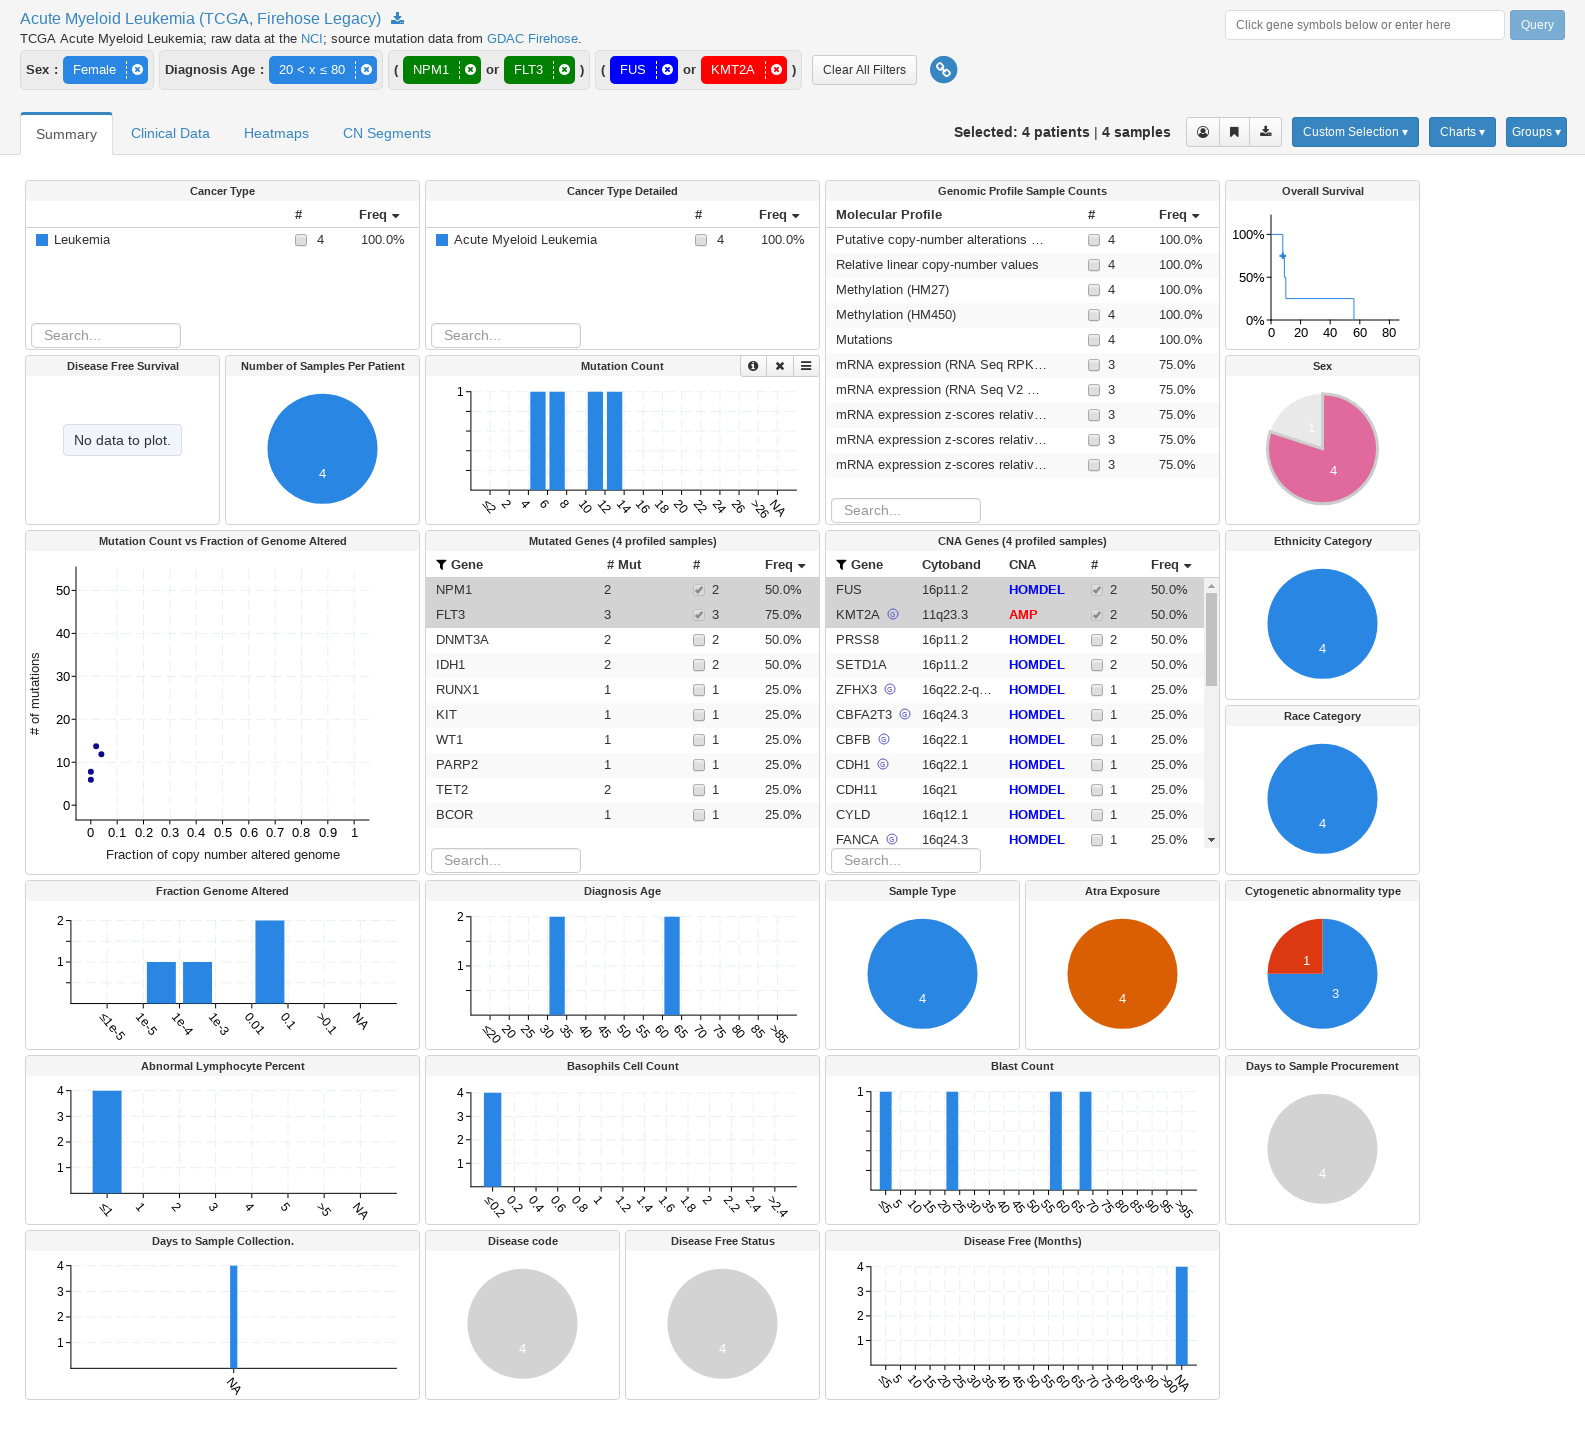 Acute Myeloid Leukemia (TCGA, Firehose Legacy)
Click gene symbols below or enter here
Query
TCGA Acute Myeloid Leukemia; raw data at the NCI; source mutation data from GDAC Firehose.
Sex : Female Diagnosis Age : 20 < x ≤ 80 ( NPM1 or FLT3 ) ( FUS or KMT2A ) Clear All Filters
Summary Clinical Data Heatmaps CN Segments
Selected: 4 patients | 4 samples
Custom Selection ▾ Charts ▾ Groups ▾
Cancer Type
# Freq
Leukemia 4 100.0%
Search...
Cancer Type Detailed
# Freq
Acute Myeloid Leukemia 4 100.0%
Search...
Genomic Profile Sample Counts
Molecular Profile # Freq
Putative copy-number alterations ... 4 100.0%
Relative linear copy-number values 4 100.0%
Methylation (HM27) 4 100.0%
Methylation (HM450) 4 100.0%
Mutations 4 100.0%
mRNA expression (RNA Seq RPK... 3 75.0%
mRNA expression (RNA Seq V2 ... 3 75.0%
mRNA expression z-scores relativ... 3 75.0%
mRNA expression z-scores relativ... 3 75.0%
mRNA expression z-scores relativ... 3 75.0%
Search...
Overall Survival
100%
50%
0%
0 20 40 60 80
Disease Free Survival
No data to plot.
Number of Samples Per Patient
4
Mutation Count
1
≤2 2 4 6 8 10 12 14 16 18 20 22 24 26 >26 NA
Sex
1
4
Mutation Count vs Fraction of Genome Altered
# of mutations
50
40
30
20
10
0
0 0.1 0.2 0.3 0.4 0.5 0.6 0.7 0.8 0.9 1
Fraction of copy number altered genome
Mutated Genes (4 profiled samples)
Gene # Mut # Freq
NPM1 2 2 50.0%
FLT3 3 3 75.0%
DNMT3A 2 2 50.0%
IDH1 2 2 50.0%
RUNX1 1 1 25.0%
KIT 1 1 25.0%
WT1 1 1 25.0%
PARP2 1 1 25.0%
TET2 2 1 25.0%
BCOR 1 1 25.0%
Search...
CNA Genes (4 profiled samples)
Gene Cytoband CNA # Freq
FUS 16p11.2 HOMDEL 2 50.0%
KMT2A G 11q23.3 AMP 2 50.0%
PRSS8 16p11.2 HOMDEL 2 50.0%
SETD1A 16p11.2 HOMDEL 2 50.0%
ZFHX3 G 16q22.2-q... HOMDEL 1 25.0%
CBFA2T3 G 16q24.3 HOMDEL 1 25.0%
CBFB G 16q22.1 HOMDEL 1 25.0%
CDH1 G 16q22.1 HOMDEL 1 25.0%
CDH11 16q21 HOMDEL 1 25.0%
CYLD 16q12.1 HOMDEL 1 25.0%
FANCA G 16q24.3 HOMDEL 1 25.0%
Search...
Ethnicity Category
4
Race Category
4
Fraction Genome Altered
2
1
≤1e-5 1e-5 1e-4 1e-3 0.01 0.1 >0.1 NA
Diagnosis Age
2
1
≤20 20 25 30 35 40 45 50 55 60 65 70 75 80 85 >85
Sample Type
4
Atra Exposure
4
Cytogenetic abnormality type
1
3
Abnormal Lymphocyte Percent
4
3
2
1
≤1 1 2 3 4 5 >5 NA
Basophils Cell Count
4
3
2
1
≤0.2 0.2 0.4 0.6 0.8 1 1.2 1.4 1.6 1.8 2 2.2 2.4 >2.4
Blast Count
1
≤5 5 10 15 20 25 30 35 40 45 50 55 60 65 70 75 80 85 90 95 >95
Days to Sample Procurement
4
Days to Sample Collection.
4
3
2
1
NA
Disease code
4
Disease Free Status
4
Disease Free (Months)
4
3
2
1
≤5 5 10 15 20 25 30 35 40 45 50 55 60 65 70 75 80 85 90 >90 NA